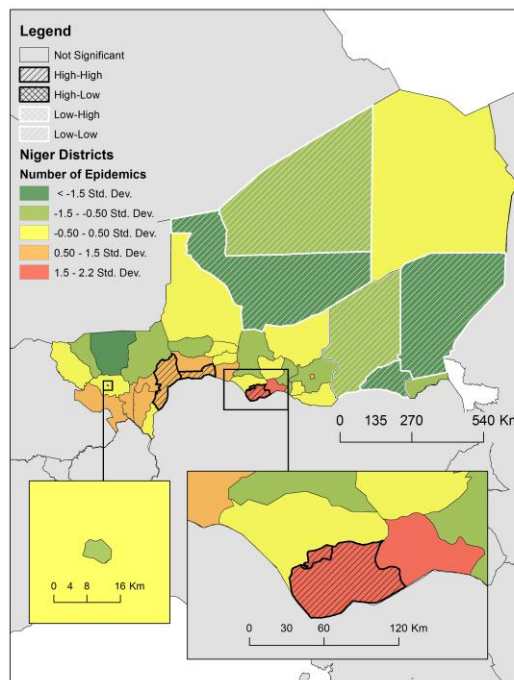 Legend
Not Significant
High-High
High-Low
Low-High
Low-Low
Niger Districts
Number of Epidemics
< -1.5 Std. Dev.
-1.5 - -0.50 Std. Dev.
-0.50 - 0.50 Std. Dev.
0.50 - 1.5 Std. Dev.
1.5 - 2.2 Std. Dev.
0 135 270 540 Km
0 4 8 16 Km
0 30 60 120 Km